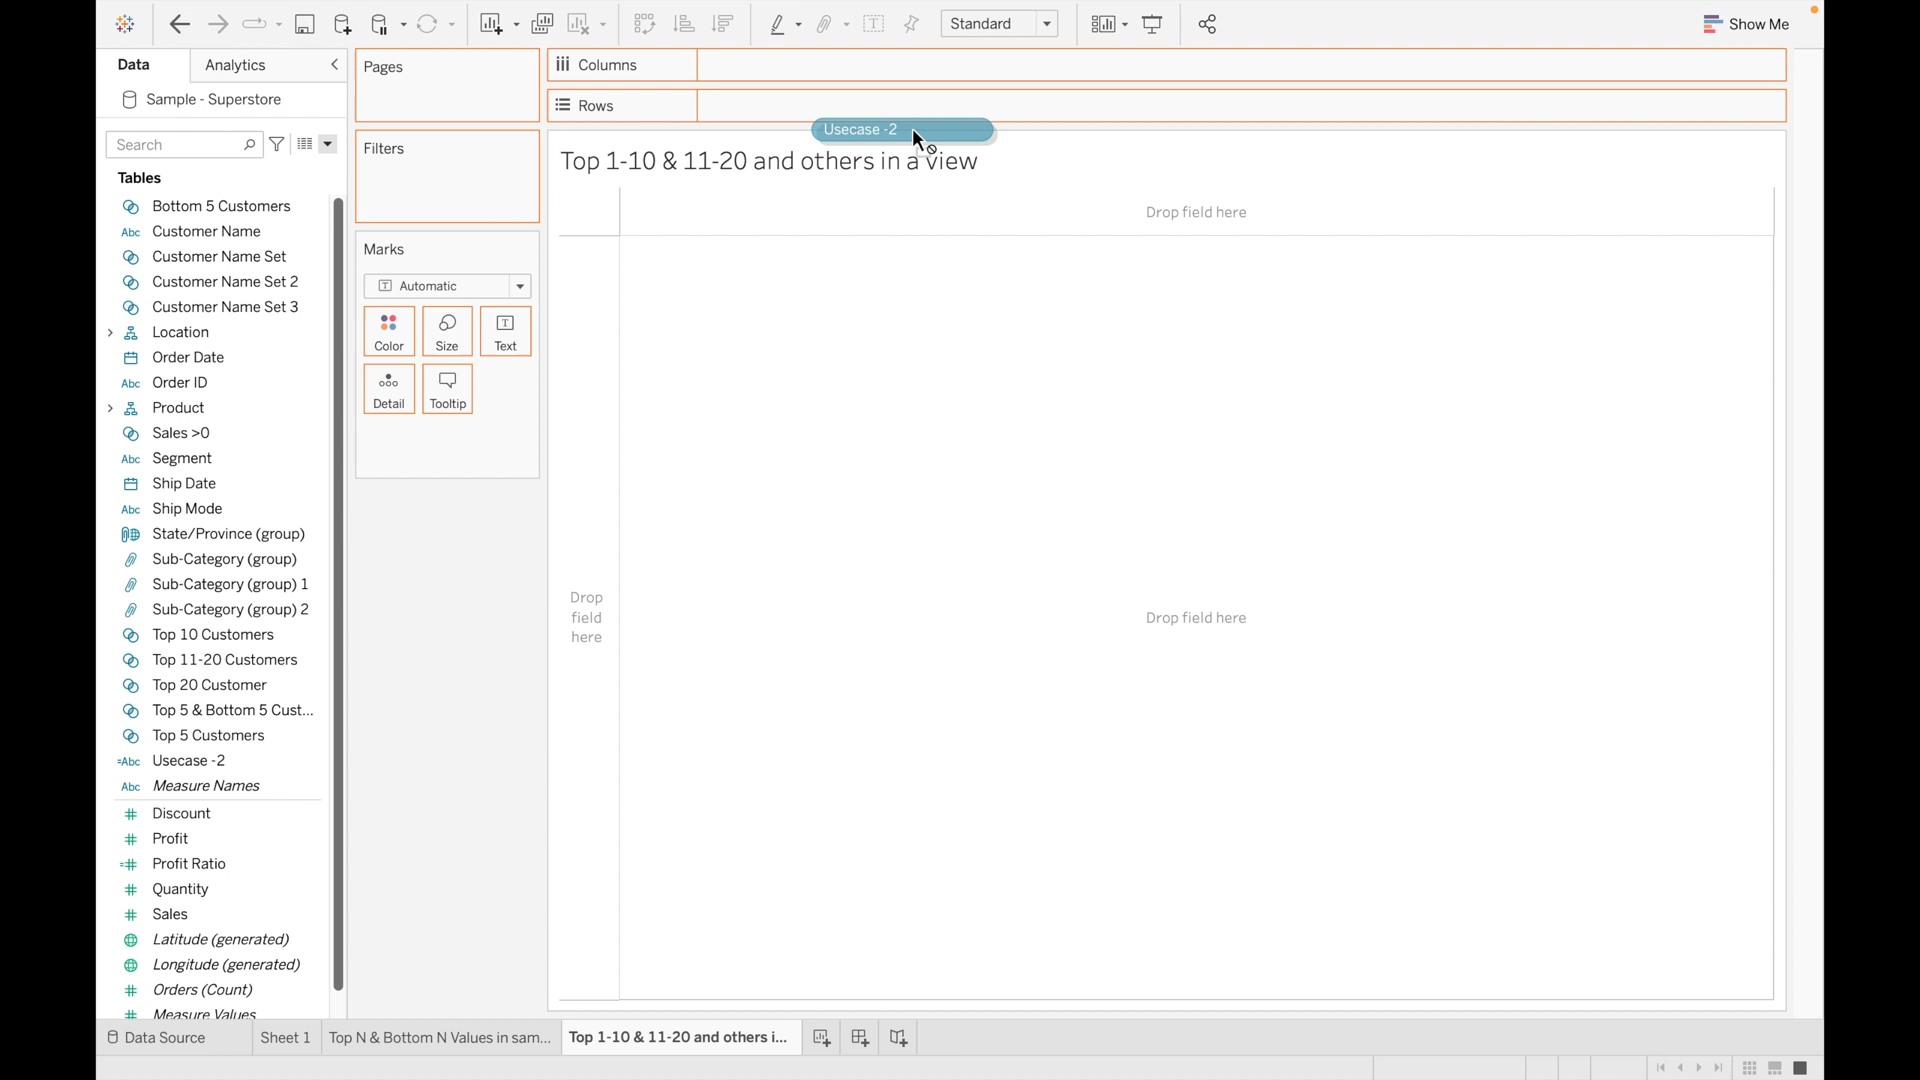 Standard
Show Me
Data
Analytics
Sample - Superstore
Search
Tables
Bottom 5 Customers
Abc Customer Name
Customer Name Set
Customer Name Set 2
Customer Name Set 3
Location
Order Date
Abc Order ID
Product
Sales >0
Abc Segment
Ship Date
Abc Ship Mode
State/Province (group)
Sub-Category (group)
Sub-Category (group) 1
Sub-Category (group) 2
Top 10 Customers
Top 11-20 Customers
Top 20 Customer
Top 5 & Bottom 5 Cust...
Top 5 Customers
=Abc Usecase -2
Abc Measure Names
# Discount
# Profit
=# Profit Ratio
# Quantity
# Sales
Latitude (generated)
Longitude (generated)
# Orders (Count)
# Measure Values
Pages
Filters
Marks
Automatic
Color
Size
Text
Detail
Tooltip
Columns
Rows
Usecase -2
Top 1-10 & 11-20 and others in a view
Drop field here
Drop
field
here
Drop field here
Data Source
Sheet 1
Top N & Bottom N Values in sam...
Top 1-10 & 11-20 and others i...